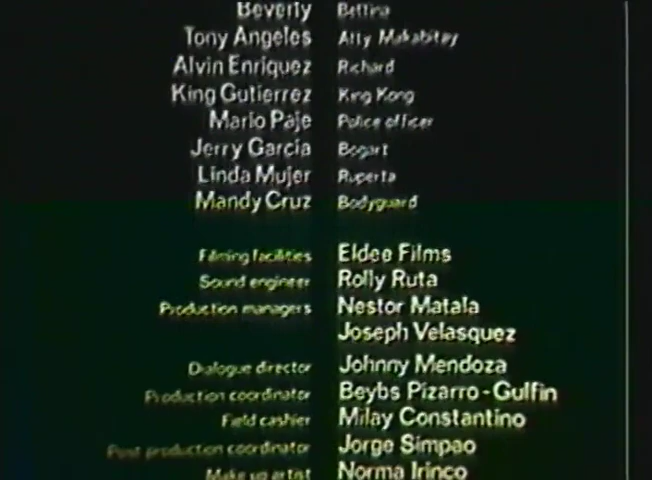 Beverly Bettina
Tony Angeles Atty Makabitay
Alvin Enriquez Richard
King Gutierrez King Kong
Mario Paje Police officer
Jerry Garcia Bogart
Linda Mujer Ruperta
Mandy Cruz Bodyguard
Filming facilities Eldee Films
Sound engineer Rolly Ruta
Production managers Nestor Matala
Joseph Velasquez
Dialogue director Johnny Mendoza
Production coordinator Beybs Pizarro-Gulfin
Field cashier Milay Constantino
Post production coordinator Jorge Simpao
Make up artist Norma Irinco